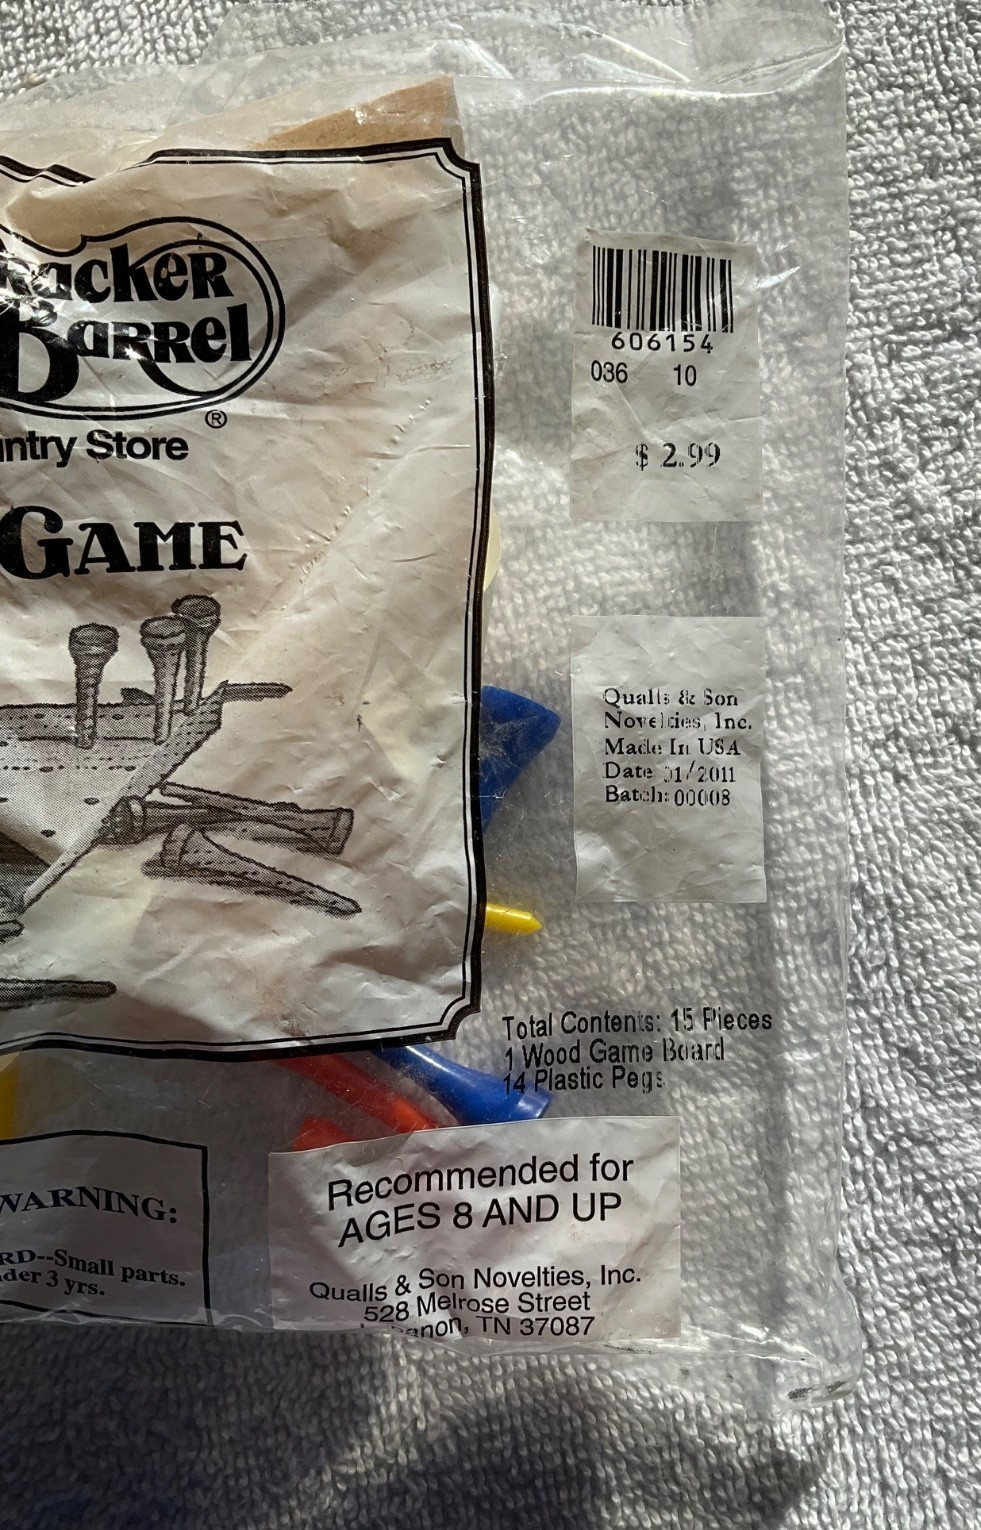 acker
Barrel
®
ntry Store
GAME
606154
036 10
$ 2.99
Qualls & Son
Novelties, Inc.
Made In USA
Date 01/2011
Batch: 00008
Total Contents: 15 Pieces
1 Wood Game Board
14 Plastic Pegs
WARNING:
RD--Small parts.
der 3 yrs.
Recommended for
AGES 8 AND UP
Qualls & Son Novelties, Inc.
528 Melrose Street
anon, TN 37087